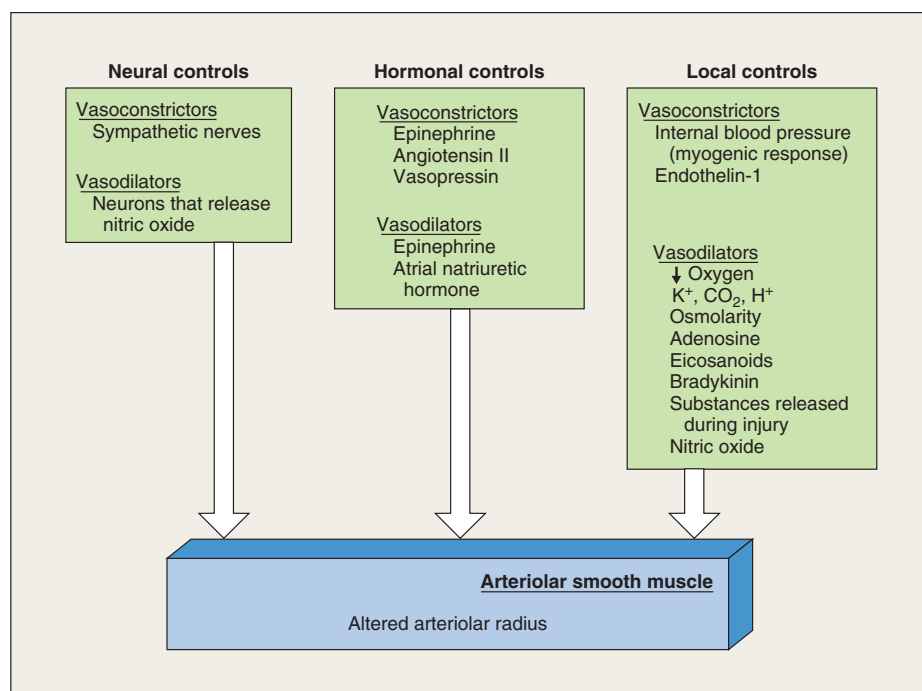 Neural controls
Vasoconstrictors
Sympathetic nerves
Vasodilators
Neurons that release
nitric oxide
Hormonal controls
Vasoconstrictors
Epinephrine
Angiotensin II
Vasopressin
Vasodilators
Epinephrine
Atrial natriuretic
hormone
Local controls
Vasoconstrictors
Internal blood pressure
(myogenic response)
Endothelin-1
Vasodilators
↓ Oxygen
K⁺, CO₂, H⁺
Osmolarity
Adenosine
Eicosanoids
Bradykinin
Substances released
during injury
Nitric oxide
Arteriolar smooth muscle
Altered arteriolar radius